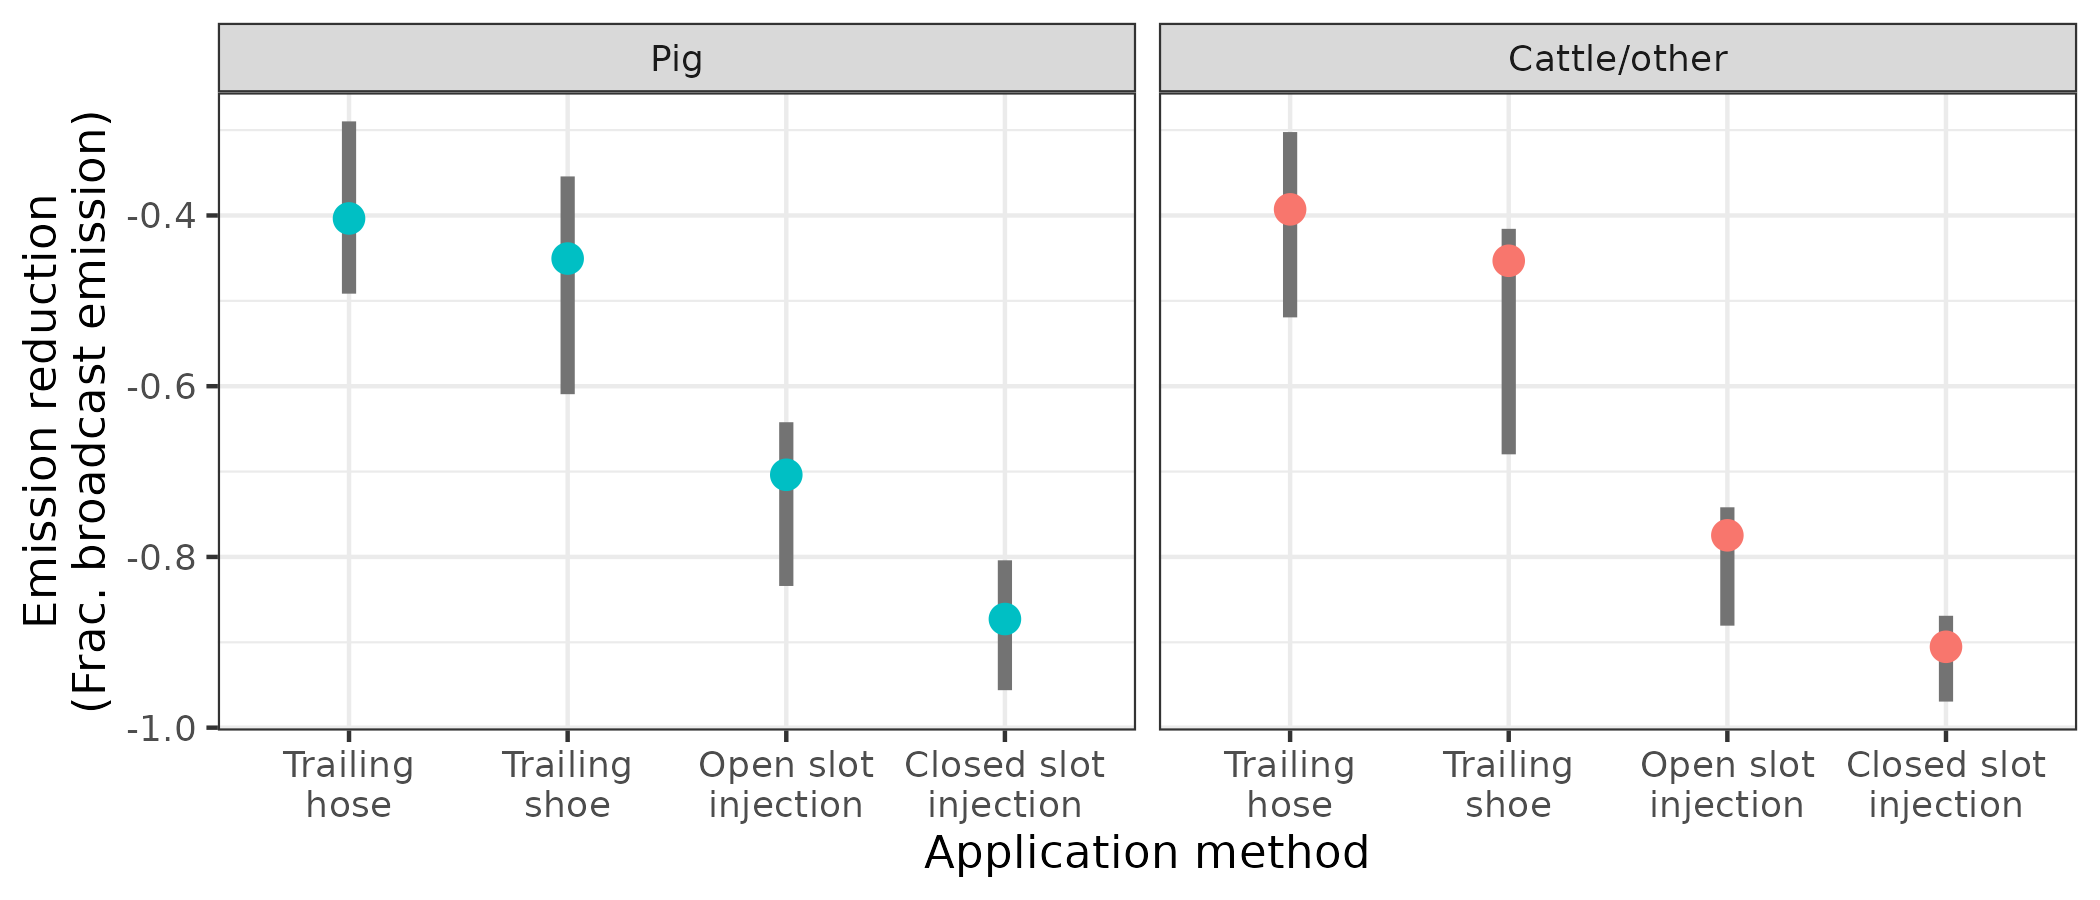 Pig
Cattle/other
Emission reduction
(Frac. broadcast emission)
-0.4
-0.6
-0.8
-1.0
Trailing
hose
Trailing
shoe
Open slot
injection
Closed slot
injection
Trailing
hose
Trailing
shoe
Open slot
injection
Closed slot
injection
Application method